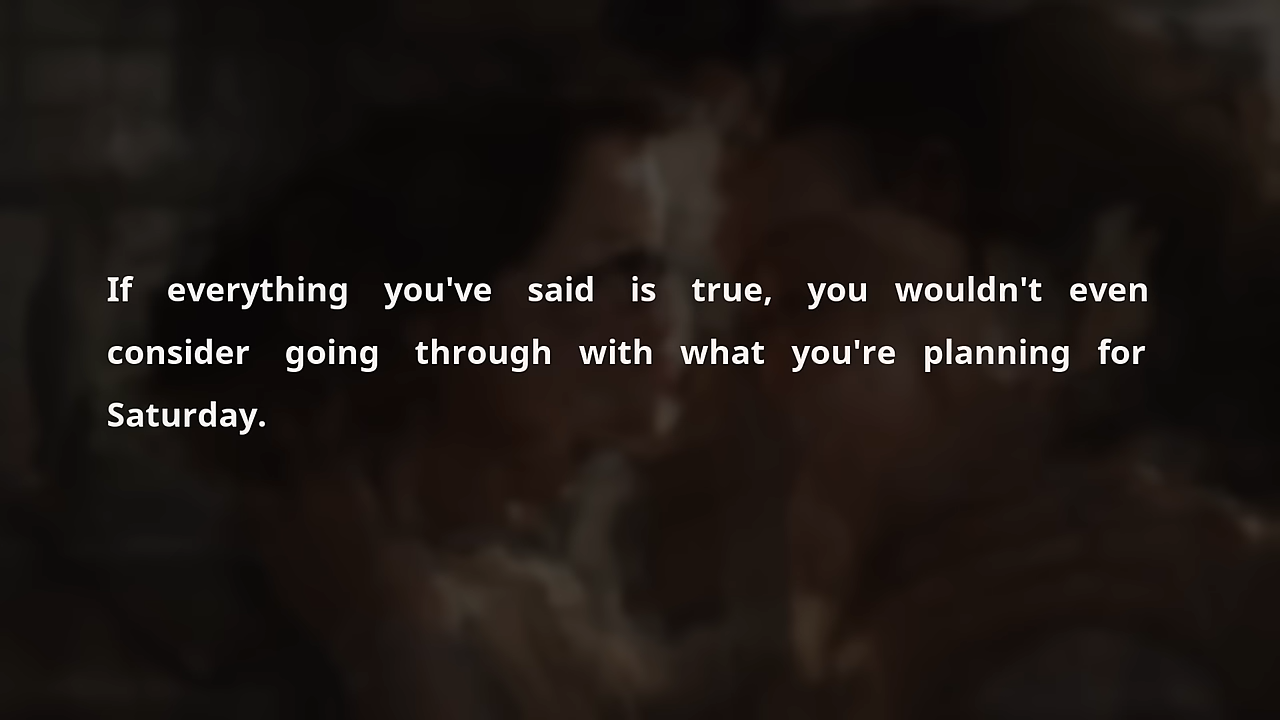 If everything you've said is true, you wouldn't even
consider going through with what you're planning for
Saturday.